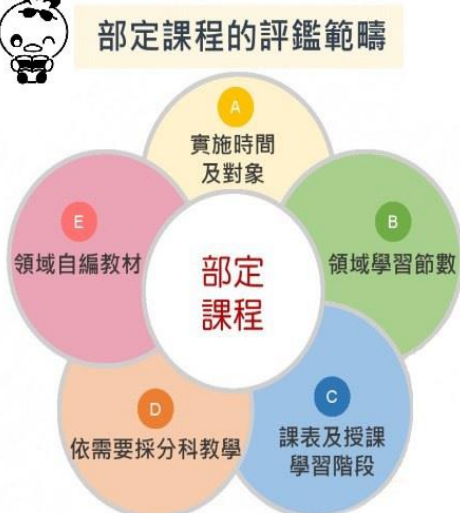 部定課程的評鑑範疇
A
實施時間
及對象
B
領域學習節數
C
課表及授課
學習階段
D
依需要採分科教學
E
領域自編教材
部定
課程